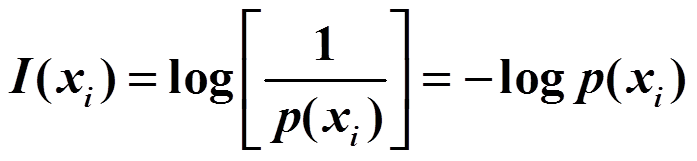 I(x_i) = log[1/p(x_i)] = -log p(x_i)